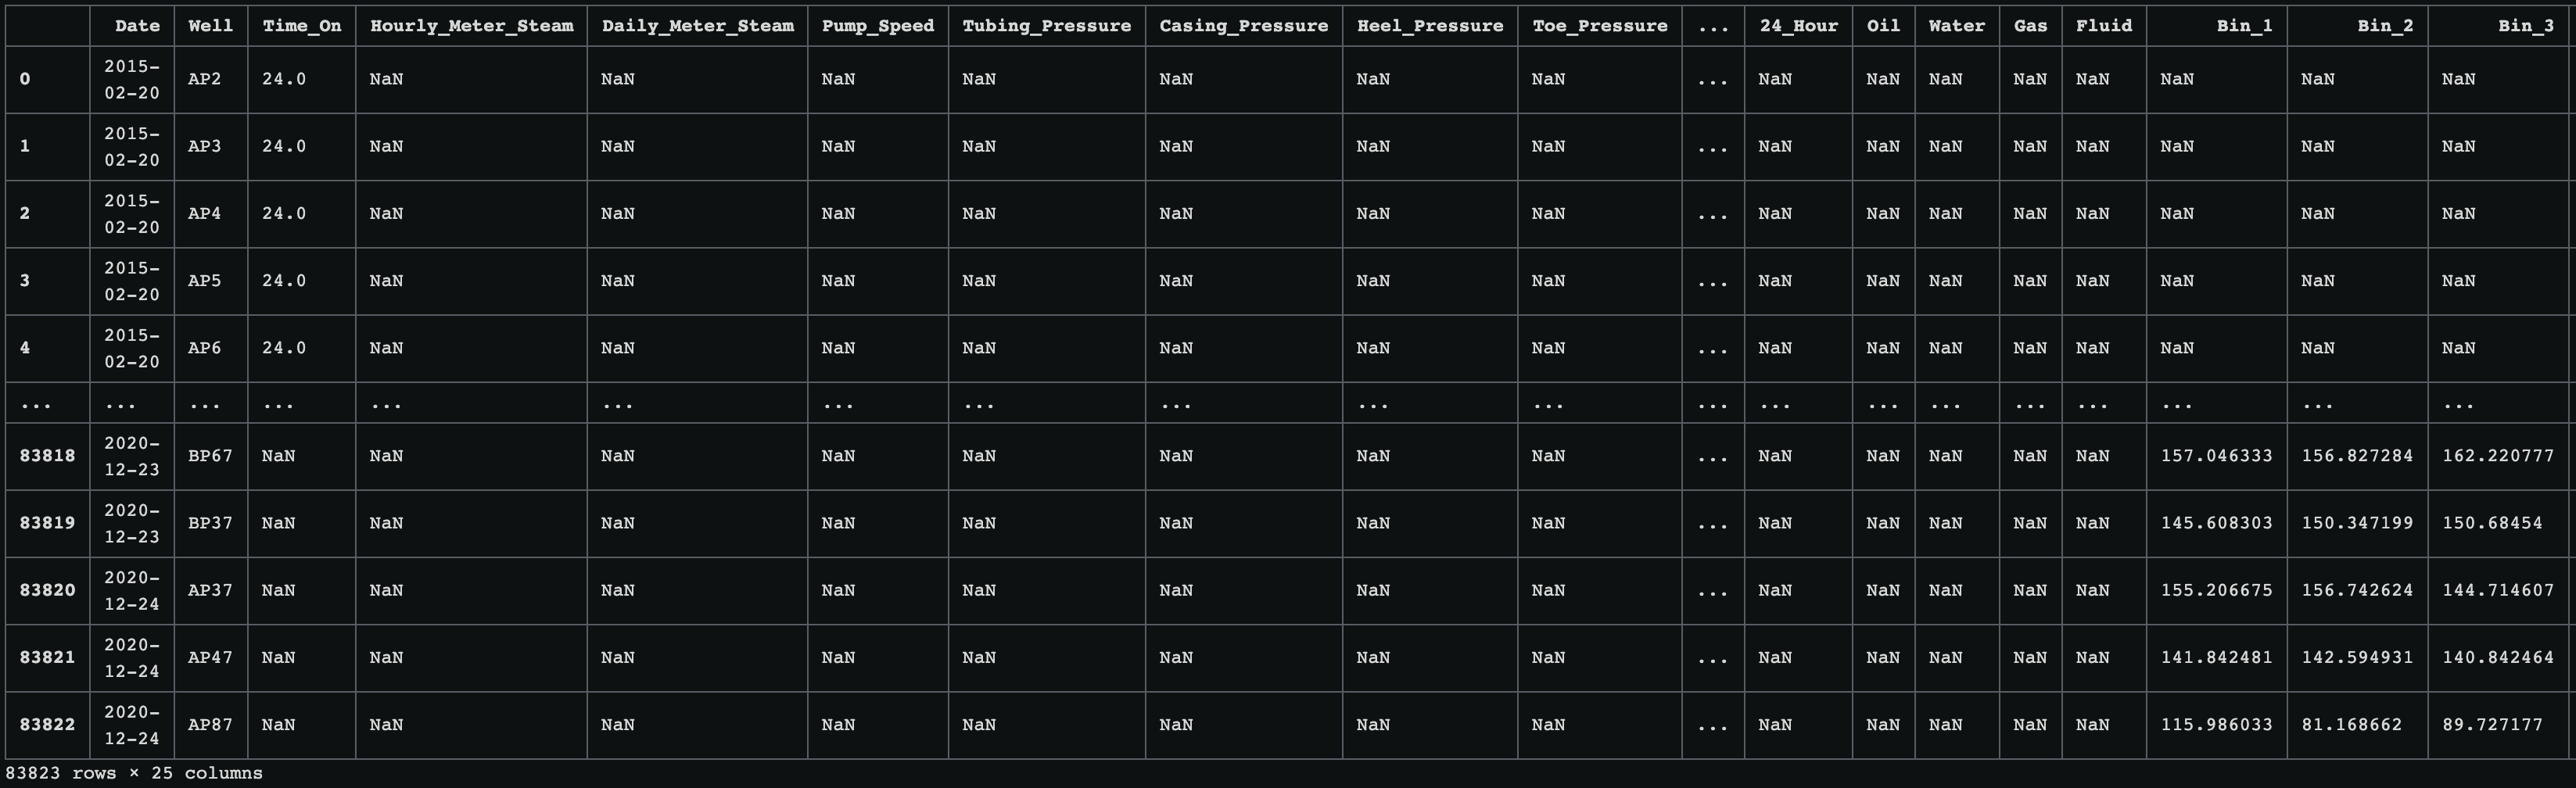 Date Well Time_On Hourly_Meter_Steam Daily_Meter_Steam Pump_Speed Tubing_Pressure Casing_Pressure Heel_Pressure Toe_Pressure ... 24_Hour Oil Water Gas Fluid Bin_1 Bin_2 Bin_3
0 2015-02-20 AP2 24.0 NaN NaN NaN NaN NaN NaN NaN ... NaN NaN NaN NaN NaN NaN NaN NaN
1 2015-02-20 AP3 24.0 NaN NaN NaN NaN NaN NaN NaN ... NaN NaN NaN NaN NaN NaN NaN NaN
2 2015-02-20 AP4 24.0 NaN NaN NaN NaN NaN NaN NaN ... NaN NaN NaN NaN NaN NaN NaN NaN
3 2015-02-20 AP5 24.0 NaN NaN NaN NaN NaN NaN NaN ... NaN NaN NaN NaN NaN NaN NaN NaN
4 2015-02-20 AP6 24.0 NaN NaN NaN NaN NaN NaN NaN ... NaN NaN NaN NaN NaN NaN NaN NaN
... ... ... ... ... ... ... ... ... ... ... ... ... ... ... ... ... ... ... ...
83818 2020-12-23 BP67 NaN NaN NaN NaN NaN NaN NaN NaN ... NaN NaN NaN NaN NaN 157.046333 156.827284 162.220777
83819 2020-12-23 BP37 NaN NaN NaN NaN NaN NaN NaN NaN ... NaN NaN NaN NaN NaN 145.608303 150.347199 150.68454
83820 2020-12-24 AP37 NaN NaN NaN NaN NaN NaN NaN NaN ... NaN NaN NaN NaN NaN 155.206675 156.742624 144.714607
83821 2020-12-24 AP47 NaN NaN NaN NaN NaN NaN NaN NaN ... NaN NaN NaN NaN NaN 141.842481 142.594931 140.842464
83822 2020-12-24 AP87 NaN NaN NaN NaN NaN NaN NaN NaN ... NaN NaN NaN NaN NaN 115.986033 81.168662 89.727177
83823 rows × 25 columns